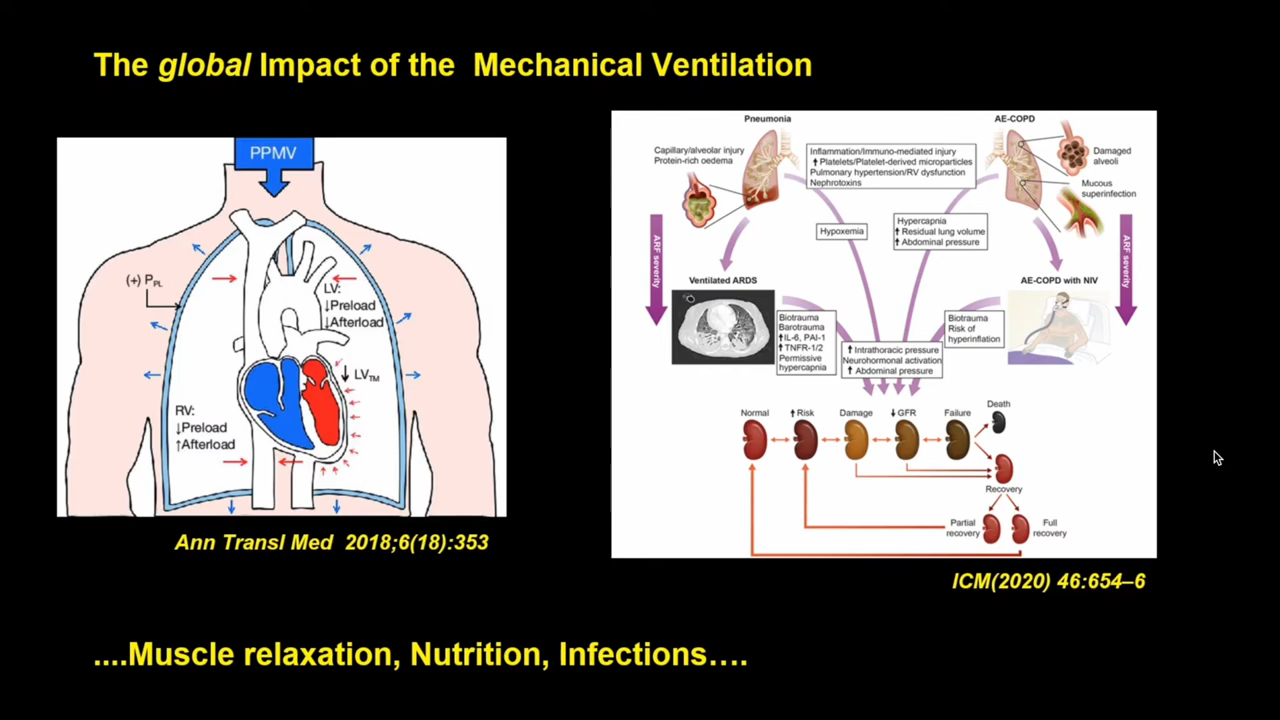 The global Impact of the Mechanical Ventilation
PPMV
(+) PPL
LV:
↓Preload
↓Afterload
↓ LVTM
RV:
↓Preload
↑Afterload
Ann Transl Med 2018;6(18):353
Pneumonia
AE-COPD
Capillary/alveolar injury
Protein-rich oedema
Inflammation/Immuno-mediated injury
↑ Platelets/Platelet-derived microparticles
Pulmonary hypertension/RV dysfunction
Nephrotoxins
Damaged
alveoli
Mucous
superinfection
ARF severity
Hypoxemia
Hypercapnia
↑ Residual lung volume
↑ Abdominal pressure
ARF severity
Ventilated ARDS
AE-COPD with NIV
Biotrauma
Barotrauma
↑IL-6, PAI-1
↑TNFR-1/2
Permissive
hypercapnia
↑ Intrathoracic pressure
Neurohormonal activation
↑ Abdominal pressure
Biotrauma
Risk of
hyperinflation
Normal
↑ Risk
Damage
↓ GFR
Failure
Death
Recovery
Partial
recovery
Full
recovery
ICM(2020) 46:654–6
....Muscle relaxation, Nutrition, Infections….